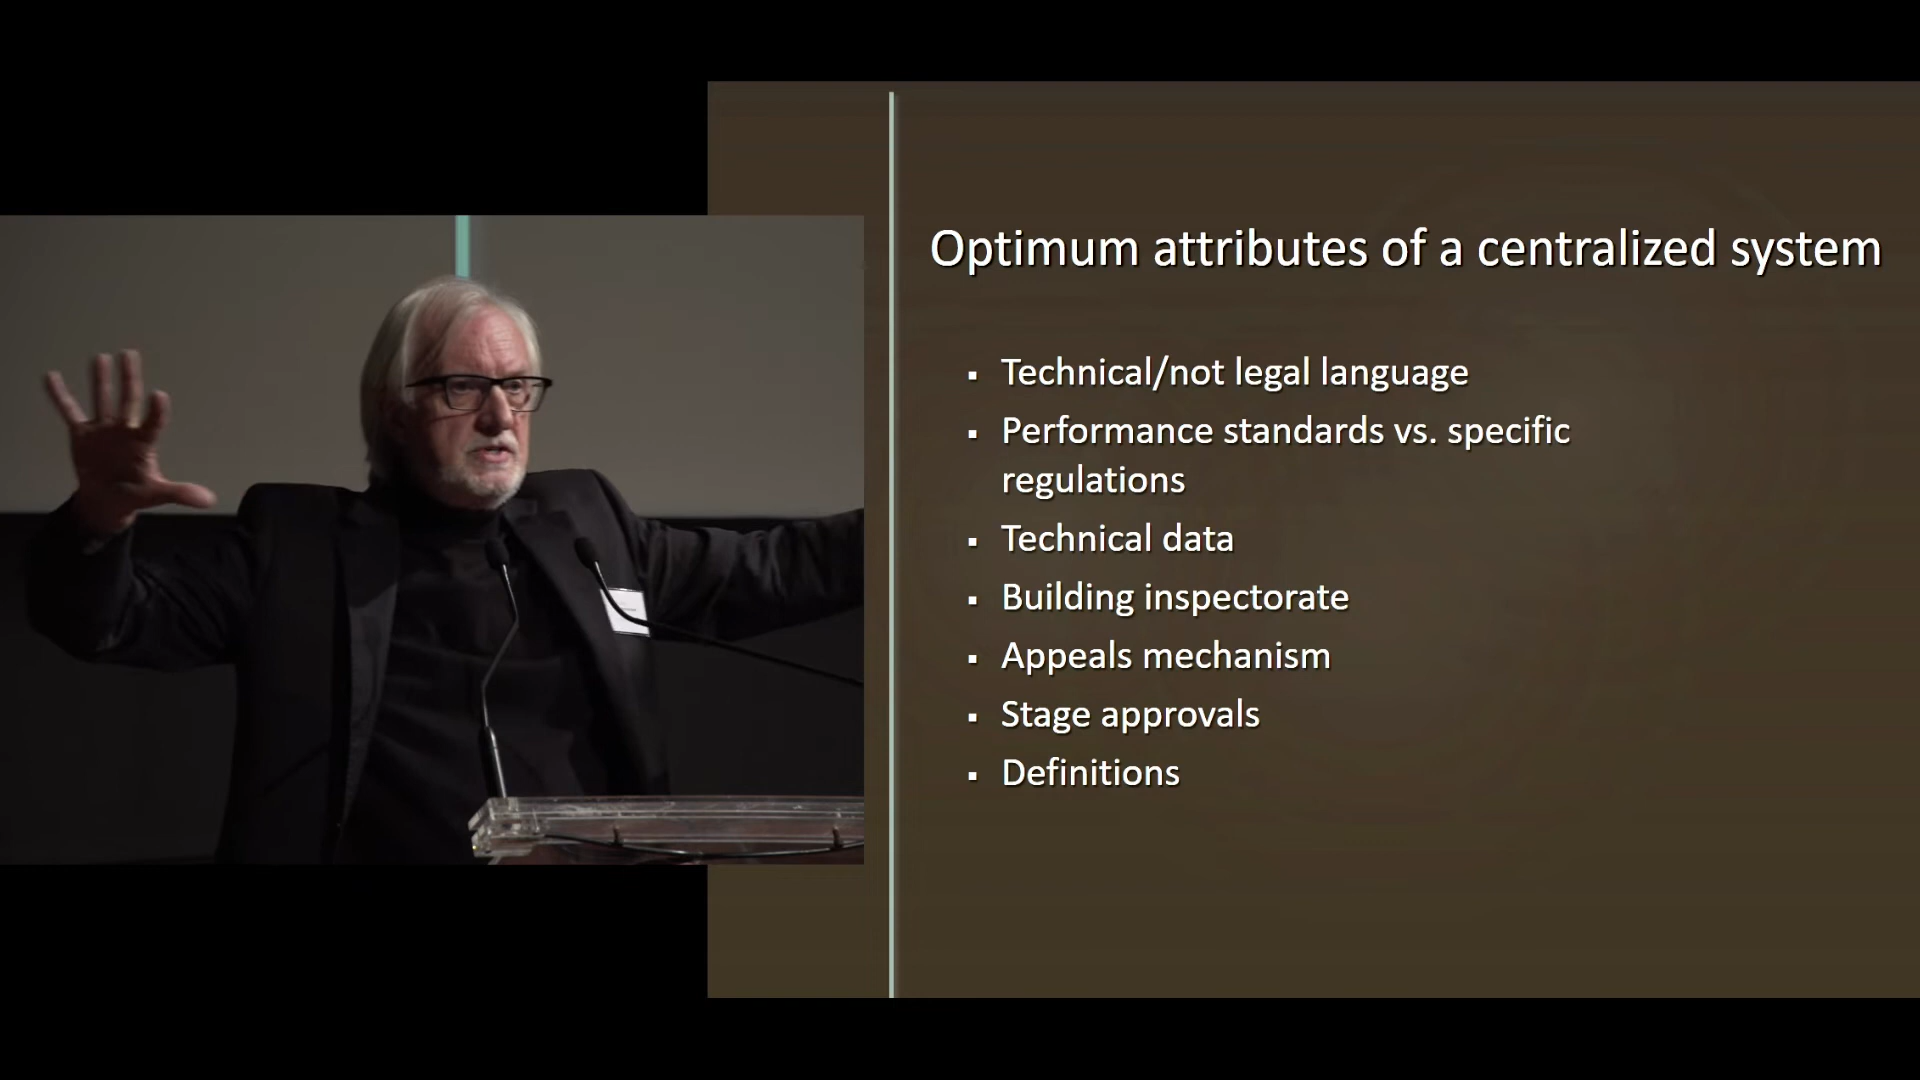 Optimum attributes of a centralized system
Technical/not legal language
Performance standards vs. specific
regulations
Technical data
Building inspectorate
Appeals mechanism
Stage approvals
Definitions